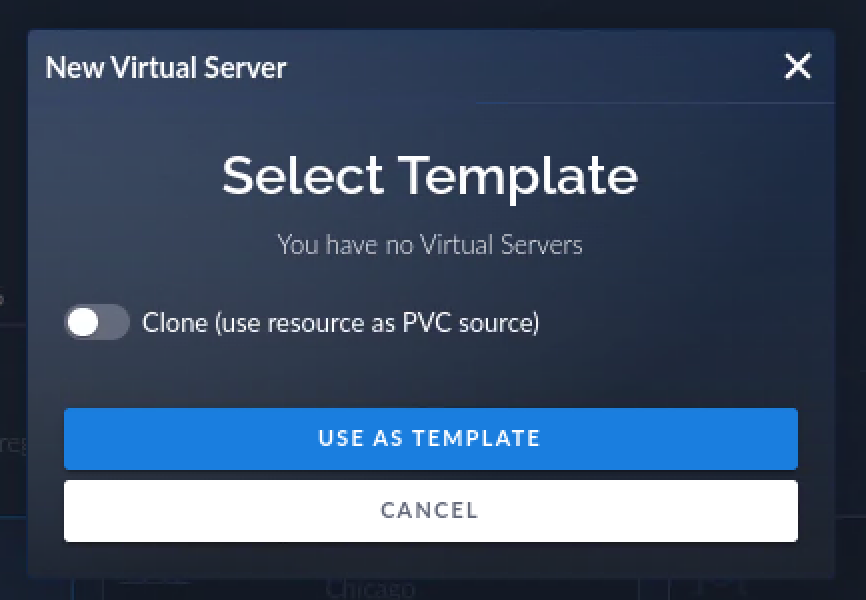 New Virtual Server
Select Template
You have no Virtual Servers
Clone (use resource as PVC source)
USE AS TEMPLATE
CANCEL
Chicago